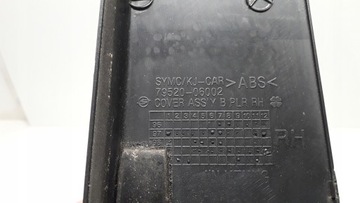 SYMC/KJ-CAR >ABS<
79520-06002
COVER ASS'Y B PLR RH
1 2 3 4 5 6 7 8 9 10 11 12
RH